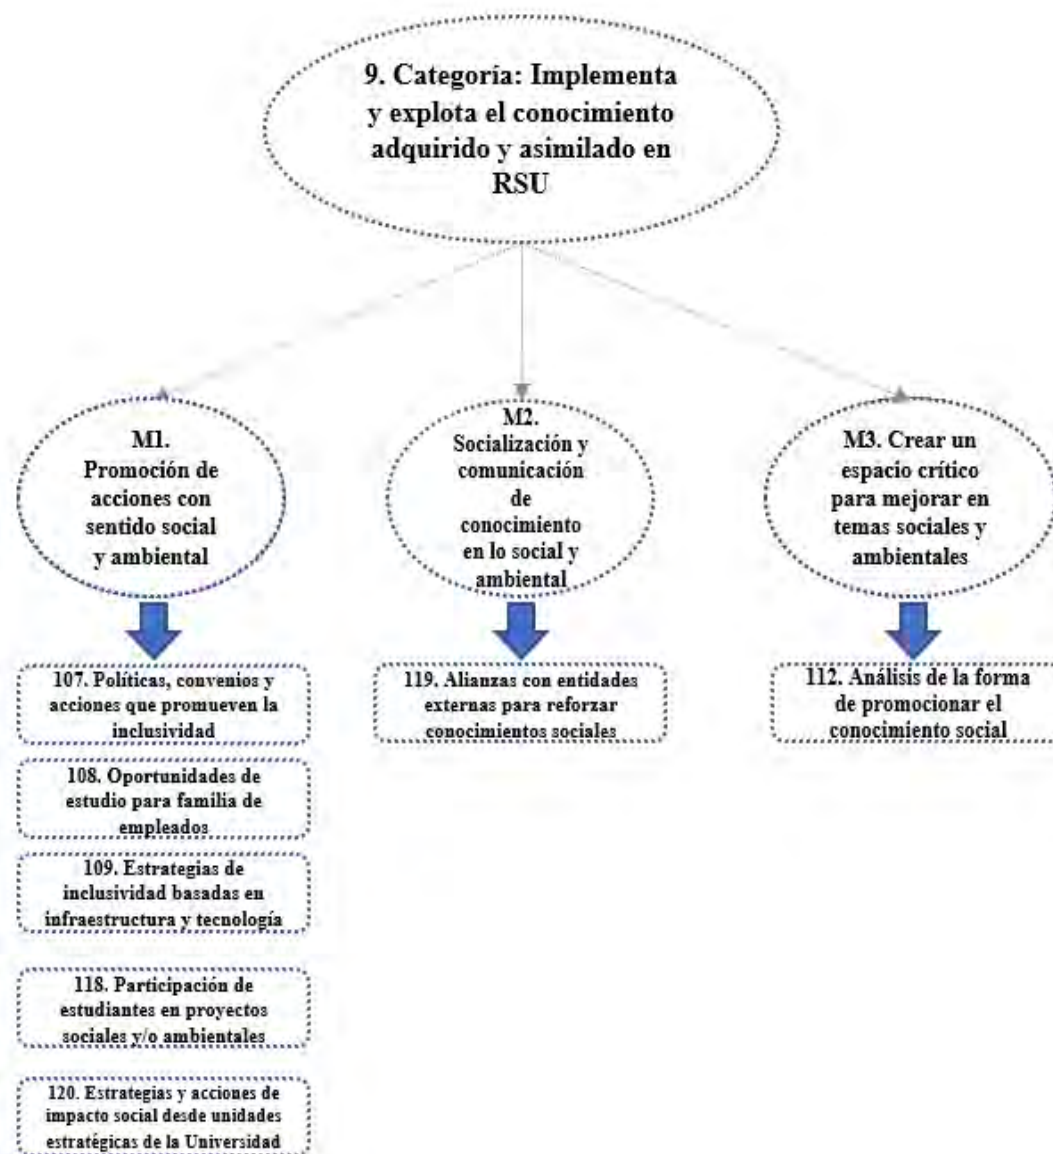 9. Categoría: Implementa
y explota el conocimiento
adquirido y asimilado en
RSU
M1.
Promoción de
acciones con
sentido social
y ambiental
M2.
Socialización y
comunicación
de
conocimiento
en lo social y
ambiental
M3. Crear un
espacio crítico
para mejorar en
temas sociales y
ambientales
107. Políticas, convenios y
acciones que promueven la
inclusividad
108. Oportunidades de
estudio para familia de
empleados
109. Estrategias de
inclusividad basadas en
infraestructura y tecnología
118. Participación de
estudiantes en proyectos
sociales y/o ambientales
120. Estrategias y acciones de
impacto social desde unidades
estratégicas de la Universidad
119. Alianzas con entidades
externas para reforzar
conocimientos sociales
112. Análisis de la forma
de promocionar el
conocimiento social